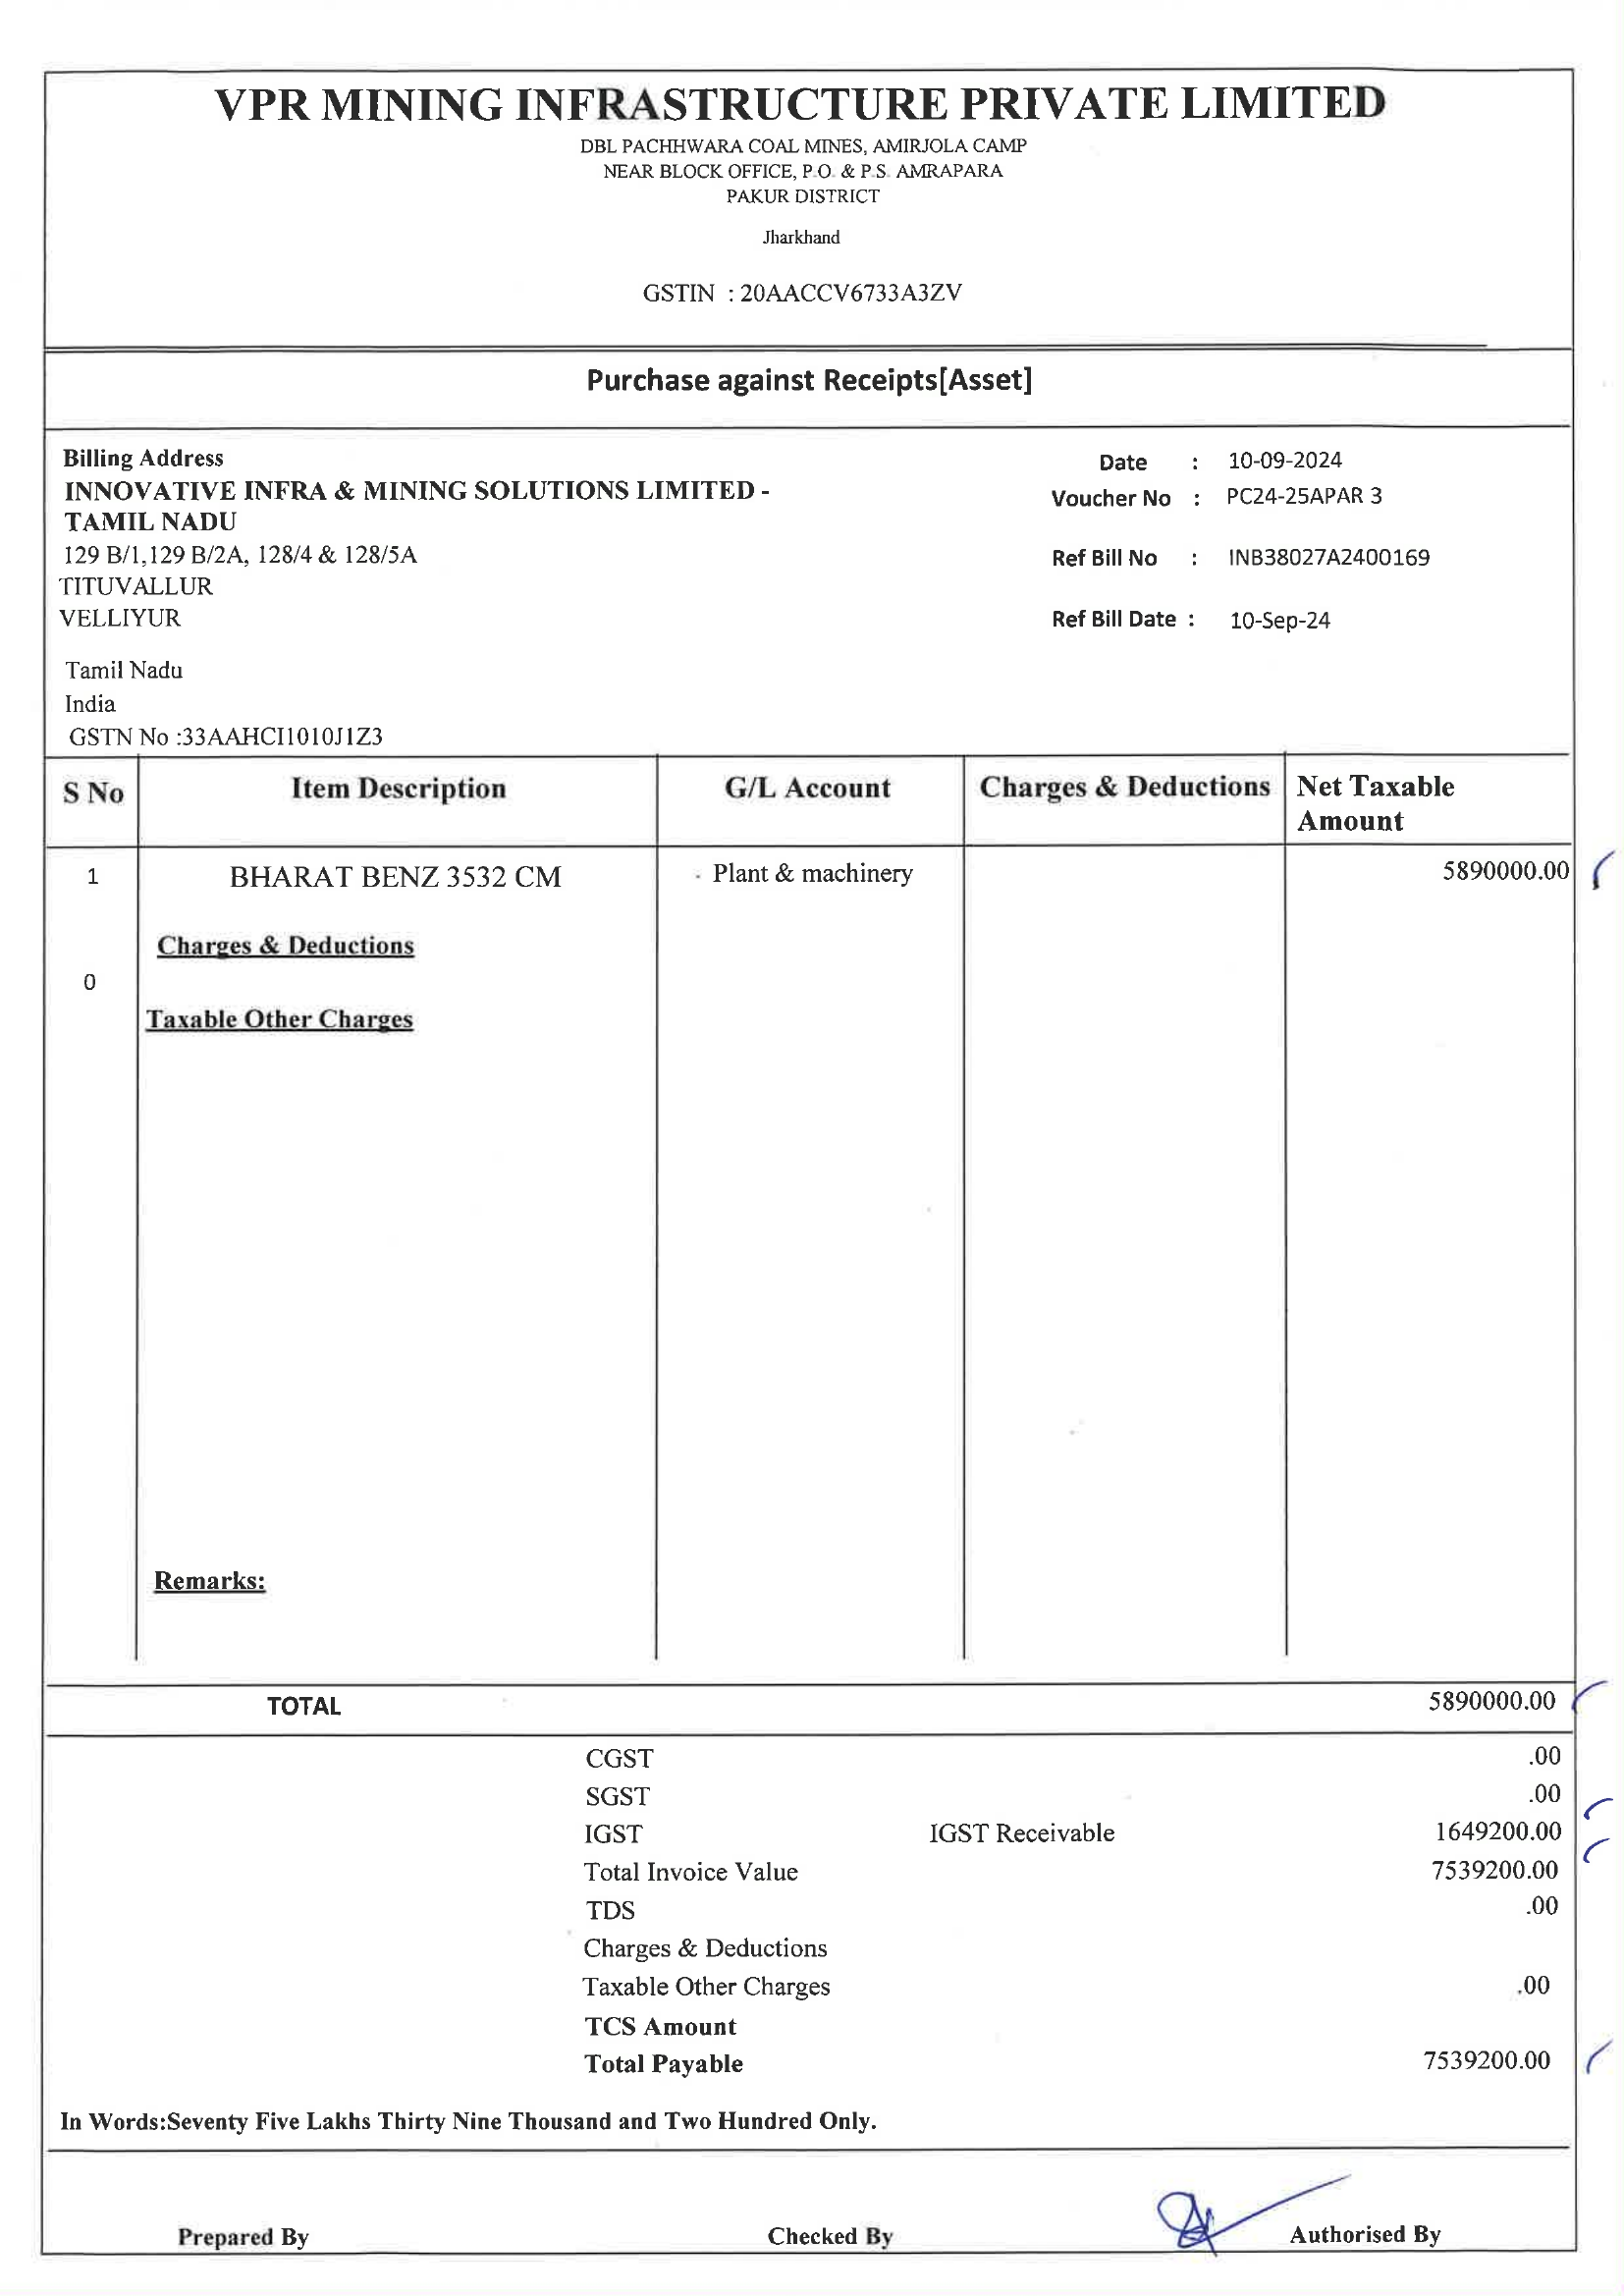 VPR MINING INFRASTRUCTURE PRIVATE LIMITED
DBL PACHHWARA COAL MINES, AMIRJOLA CAMP
NEAR BLOCK OFFICE, P.O. & P.S. AMRAPARA
PAKUR DISTRICT
Jharkhand
GSTIN : 20AACCV6733A3ZV
Purchase against Receipts[Asset]
Billing Address
INNOVATIVE INFRA & MINING SOLUTIONS LIMITED -
TAMIL NADU
129 B/1,129 B/2A, 128/4 & 128/5A
TITUVALLUR
VELLIYUR
Tamil Nadu
India
GSTN No :33AAHCI1010J1Z3
Date : 10-09-2024
Voucher No : PC24-25APAR 3
Ref Bill No : INB38027A2400169
Ref Bill Date : 10-Sep-24
S No Item Description G/L Account Charges & Deductions Net Taxable
Amount
1 BHARAT BENZ 3532 CM Plant & machinery 5890000.00
Charges & Deductions
0
Taxable Other Charges
Remarks:
TOTAL 5890000.00
CGST .00
SGST .00
IGST IGST Receivable 1649200.00
Total Invoice Value 7539200.00
TDS .00
Charges & Deductions
Taxable Other Charges .00
TCS Amount
Total Payable 7539200.00
In Words:Seventy Five Lakhs Thirty Nine Thousand and Two Hundred Only.
Prepared By Checked By Authorised By